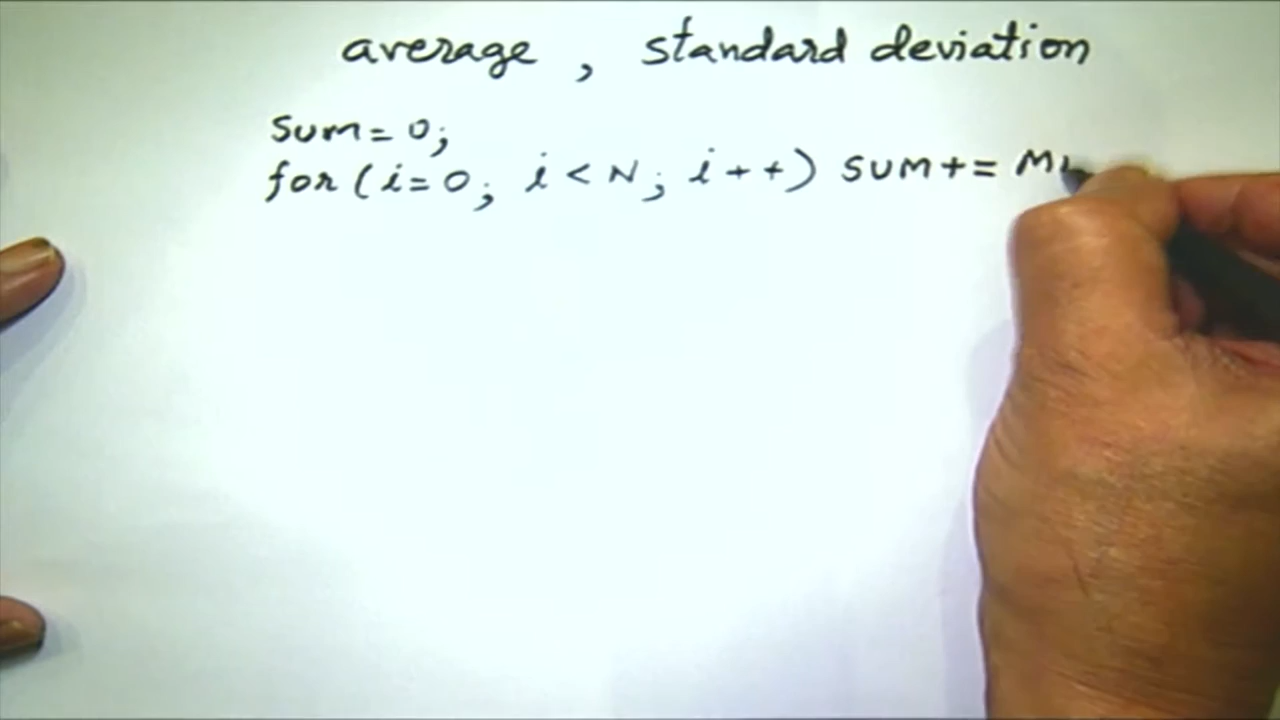 average, standard deviation
sum = 0;
for (i = 0; i < N; i++) sum +=